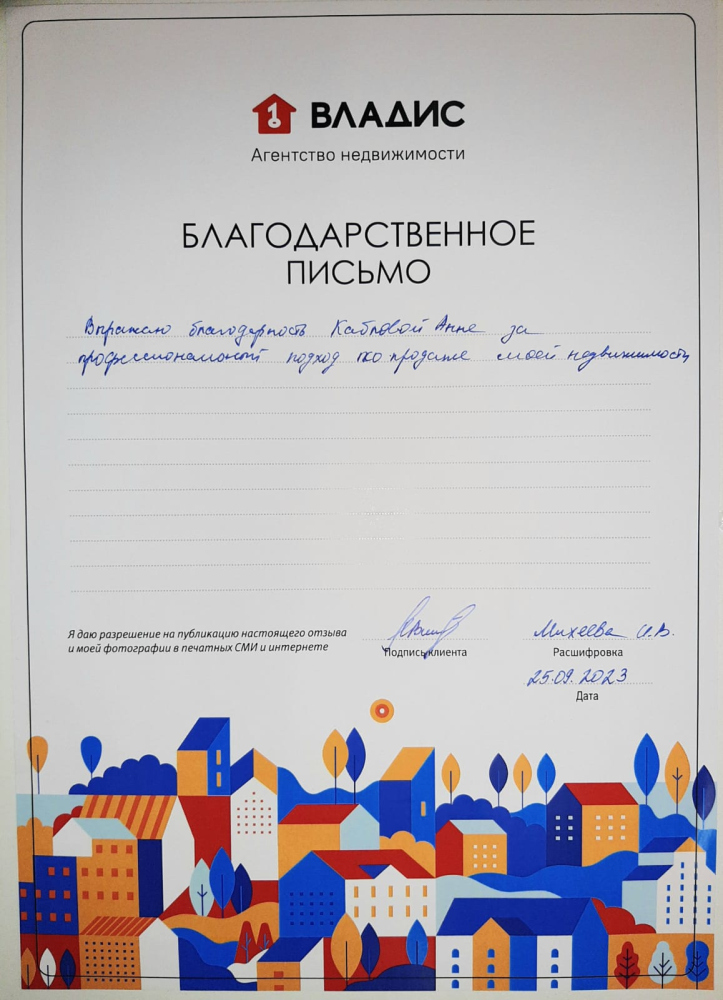 ВЛАДИС
Агентство недвижимости
БЛАГОДАРСТВЕННОЕ
ПИСЬМО
Выражаю благодарность Кабловой Анне за
профессиональный подход по продаже моей недвижимости
Я даю разрешение на публикацию настоящего отзыва
и моей фотографии в печатных СМИ и интернете
Подпись клиента
Михеева И.В.
Расшифровка
25.09.2023
Дата